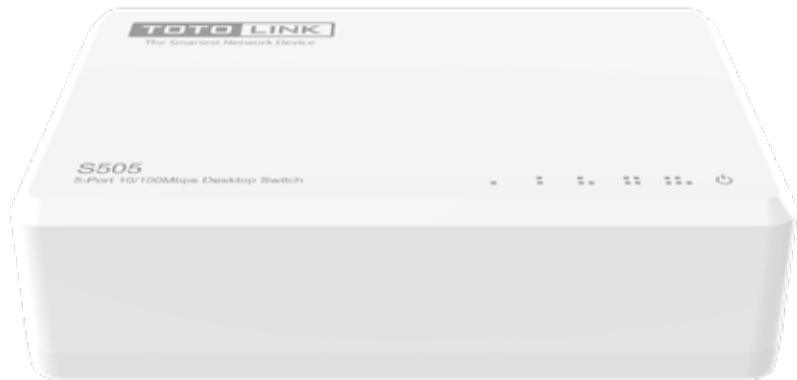 TOTO LINK
The Smartest Network Device
S505
5-Port 10/100Mbps Desktop Switch